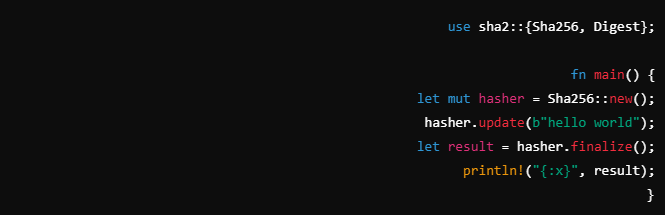 use sha2::{Sha256, Digest};
fn main() {
let mut hasher = Sha256::new();
hasher.update(b"hello world");
let result = hasher.finalize();
println!("{:x}", result);
}